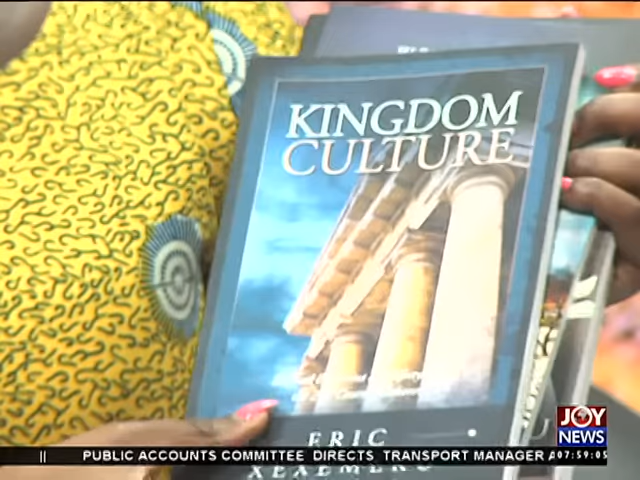 KINGDOM
CULTURE
ERIC
JOY
NEWS
PUBLIC ACCOUNTS COMMITTEE DIRECTS TRANSPORT MANAGER
07:59:05